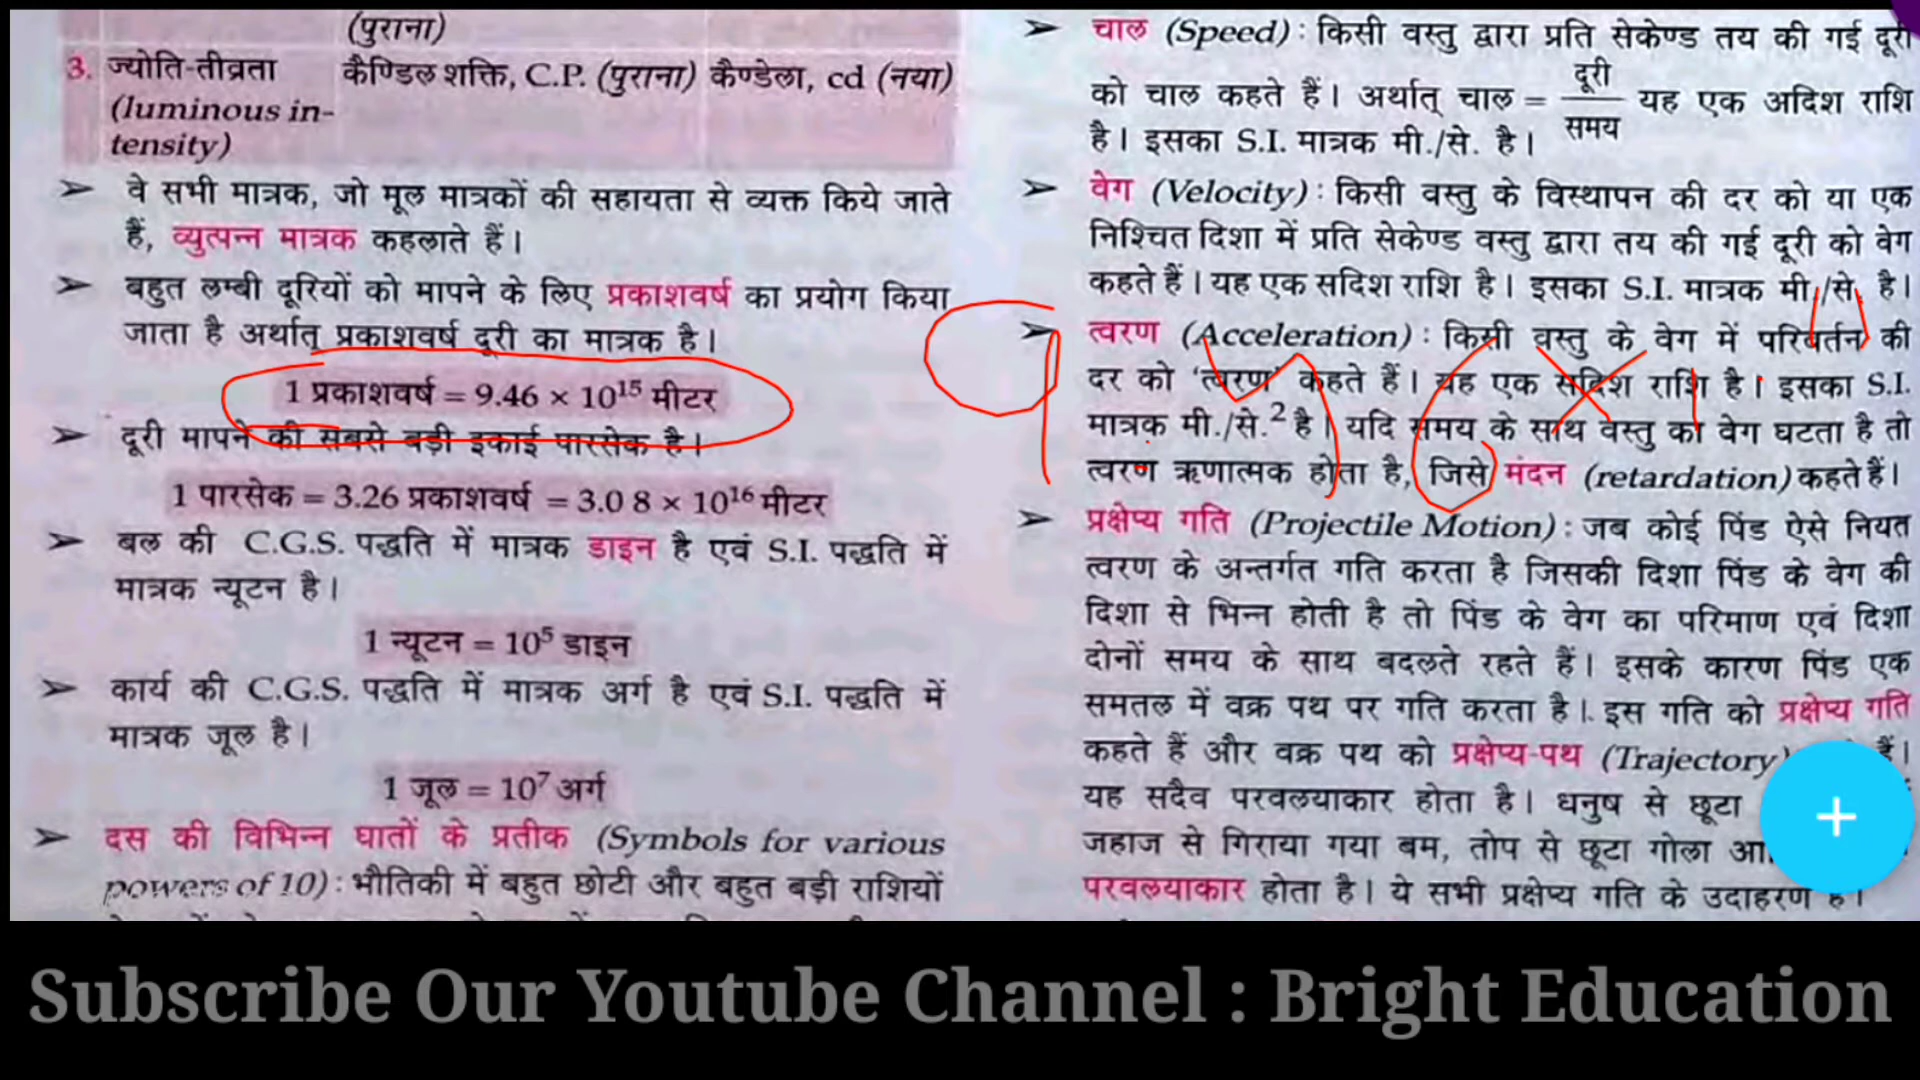 (पुराना)
3. ज्योति-तीव्रता कैण्डिल शक्ति, C.P. (पुराना) कैण्डेला, cd (नया)
(luminous in-
tensity)
➢ वे सभी मात्रक, जो मूल मात्रकों की सहायता से व्यक्त किये जाते
हैं, व्युत्पन्न मात्रक कहलाते हैं।
➢ बहुत लम्बी दूरियों को मापने के लिए प्रकाशवर्ष का प्रयोग किया
जाता है अर्थात् प्रकाशवर्ष दूरी का मात्रक है।
1 प्रकाशवर्ष = 9.46 × 10¹⁵ मीटर
➢ दूरी मापने की सबसे बड़ी इकाई पारसेक है।
1 पारसेक = 3.26 प्रकाशवर्ष = 3.0 8 × 10¹⁶ मीटर
➢ बल की C.G.S. पद्धति में मात्रक डाइन है एवं S.I. पद्धति में
मात्रक न्यूटन है।
1 न्यूटन = 10⁵ डाइन
➢ कार्य की C.G.S. पद्धति में मात्रक अर्ग है एवं S.I. पद्धति में
मात्रक जूल है।
1 जूल = 10⁷ अर्ग
➢ दस की विभिन्न घातों के प्रतीक (Symbols for various
powers of 10) : भौतिकी में बहुत छोटी और बहुत बड़ी राशियों
➢ चाल (Speed) : किसी वस्तु द्वारा प्रति सेकेण्ड तय की गई दूरी
को चाल कहते हैं। अर्थात् चाल = दूरी/समय यह एक अदिश राशि
है। इसका S.I. मात्रक मी./से. है।
➢ वेग (Velocity) : किसी वस्तु के विस्थापन की दर को या एक
निश्चित दिशा में प्रति सेकेण्ड वस्तु द्वारा तय की गई दूरी को वेग
कहते हैं। यह एक सदिश राशि है। इसका S.I. मात्रक मी./से. है।
➢ त्वरण (Acceleration) : किसी वस्तु के वेग में परिवर्तन की
दर को 'त्वरण' कहते हैं। यह एक सदिश राशि है। इसका S.I.
मात्रक मी./से.² है। यदि समय के साथ वस्तु का वेग घटता है तो
त्वरण ऋणात्मक होता है, जिसे मंदन (retardation) कहते हैं।
➢ प्रक्षेप्य गति (Projectile Motion) : जब कोई पिंड ऐसे नियत
त्वरण के अन्तर्गत गति करता है जिसकी दिशा पिंड के वेग की
दिशा से भिन्न होती है तो पिंड के वेग का परिमाण एवं दिशा
दोनों समय के साथ बदलते रहते हैं। इसके कारण पिंड एक
समतल में वक्र पथ पर गति करता है। इस गति को प्रक्षेप्य गति
कहते हैं और वक्र पथ को प्रक्षेप्य-पथ (Trajectory) हैं।
यह सदैव परवलयाकार होता है। धनुष से छूटा
जहाज से गिराया गया बम, तोप से छूटा गोला
परवलयाकार होता है। ये सभी प्रक्षेप्य गति के उदाहरण है।
Subscribe Our Youtube Channel : Bright Education